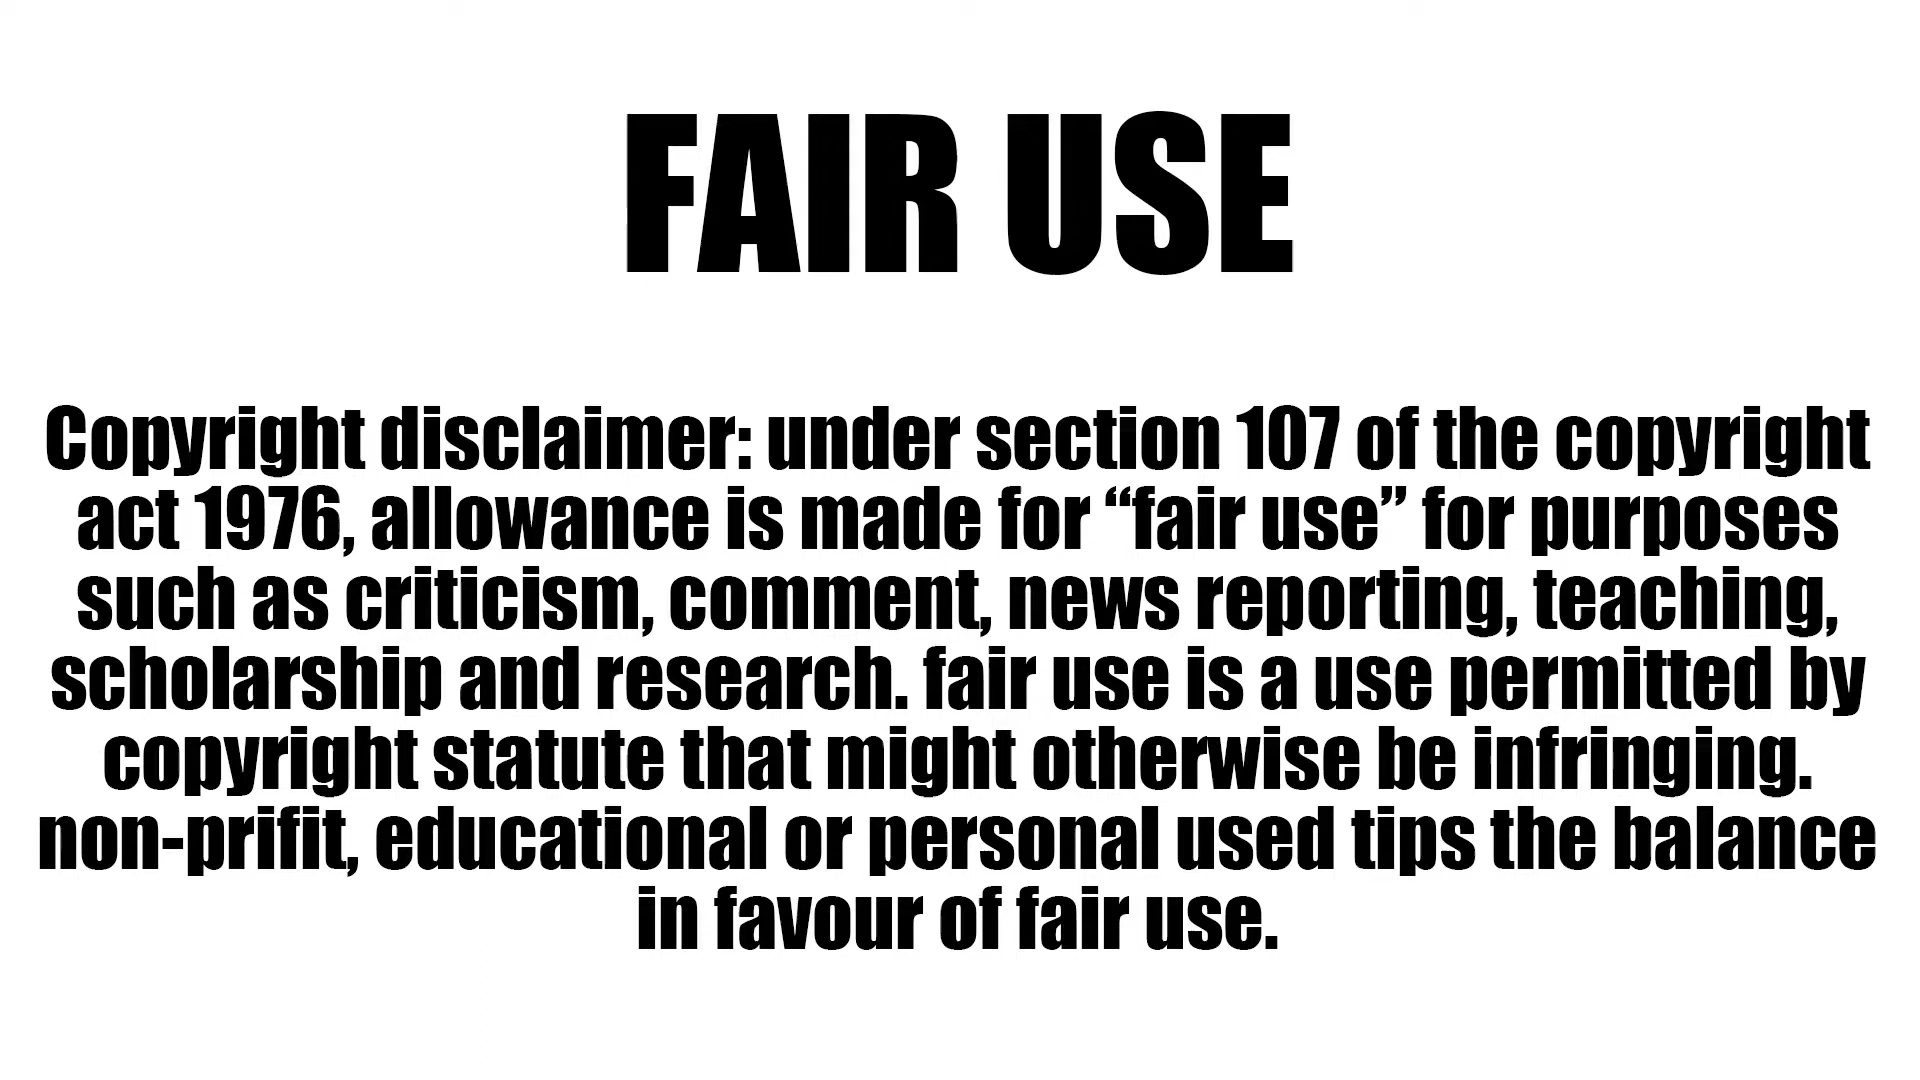 FAIR USE
Copyright disclaimer: under section 107 of the copyright
act 1976, allowance is made for “fair use” for purposes
such as criticism, comment, news reporting, teaching,
scholarship and research. fair use is a use permitted by
copyright statute that might otherwise be infringing.
non-prifit, educational or personal used tips the balance
in favour of fair use.